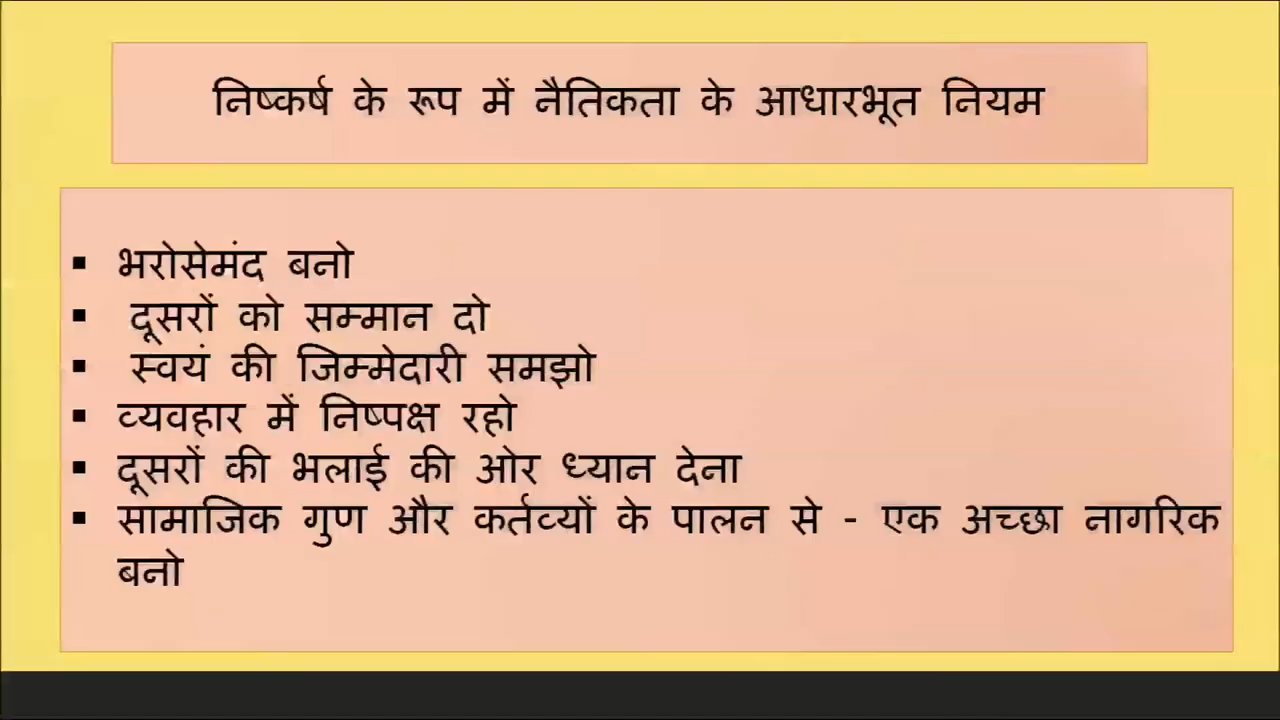 निष्कर्ष के रूप में नैतिकता के आधारभूत नियम
▪ भरोसेमंद बनो
▪ दूसरों को सम्मान दो
▪ स्वयं की जिम्मेदारी समझो
▪ व्यवहार में निष्पक्ष रहो
▪ दूसरों की भलाई की ओर ध्यान देना
▪ सामाजिक गुण और कर्तव्यों के पालन से - एक अच्छा नागरिक
बनो